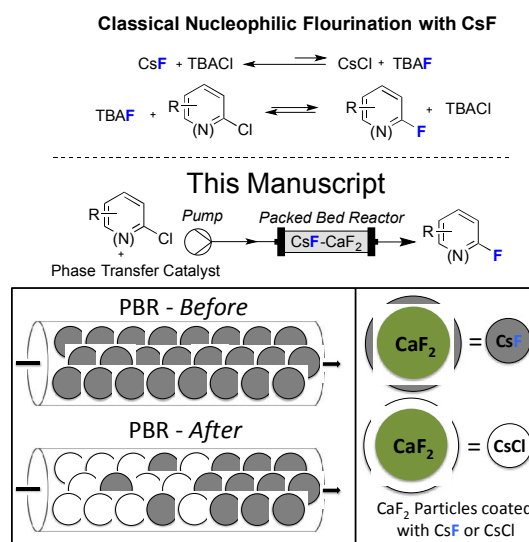 Classical Nucleophilic Flourination with CsF
CsF + TBACl CsCl + TBAF
TBAF + R (N) Cl R (N) F + TBACl
This Manuscript
R (N) Cl Pump Packed Bed Reactor R (N) F
CsF-CaF2
+
Phase Transfer Catalyst
PBR - Before
CaF2 = CsF
PBR - After
CaF2 = CsCl
CaF2 Particles coated
with CsF or CsCl